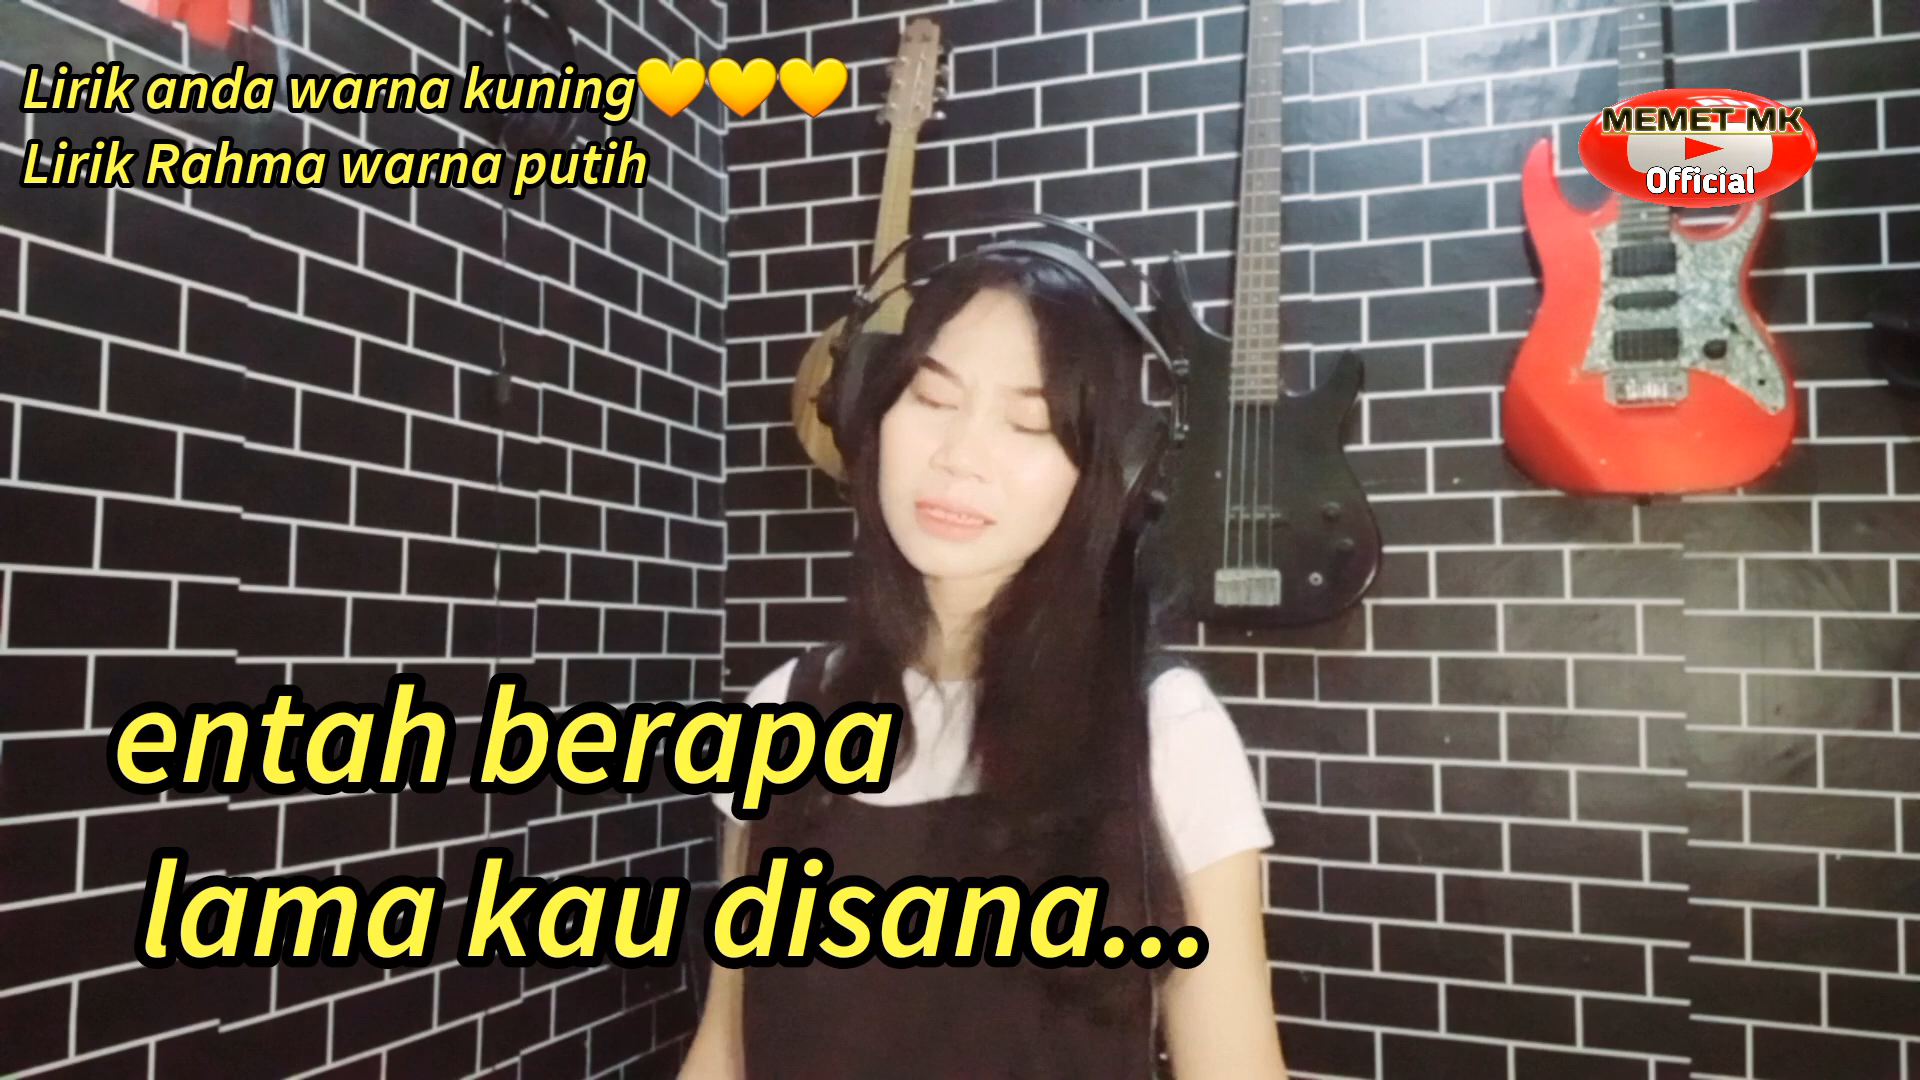 Lirik anda warna kuning💛💛💛
Lirik Rahma warna putih
MEMET MK
Official
entah berapa
lama kau disana...